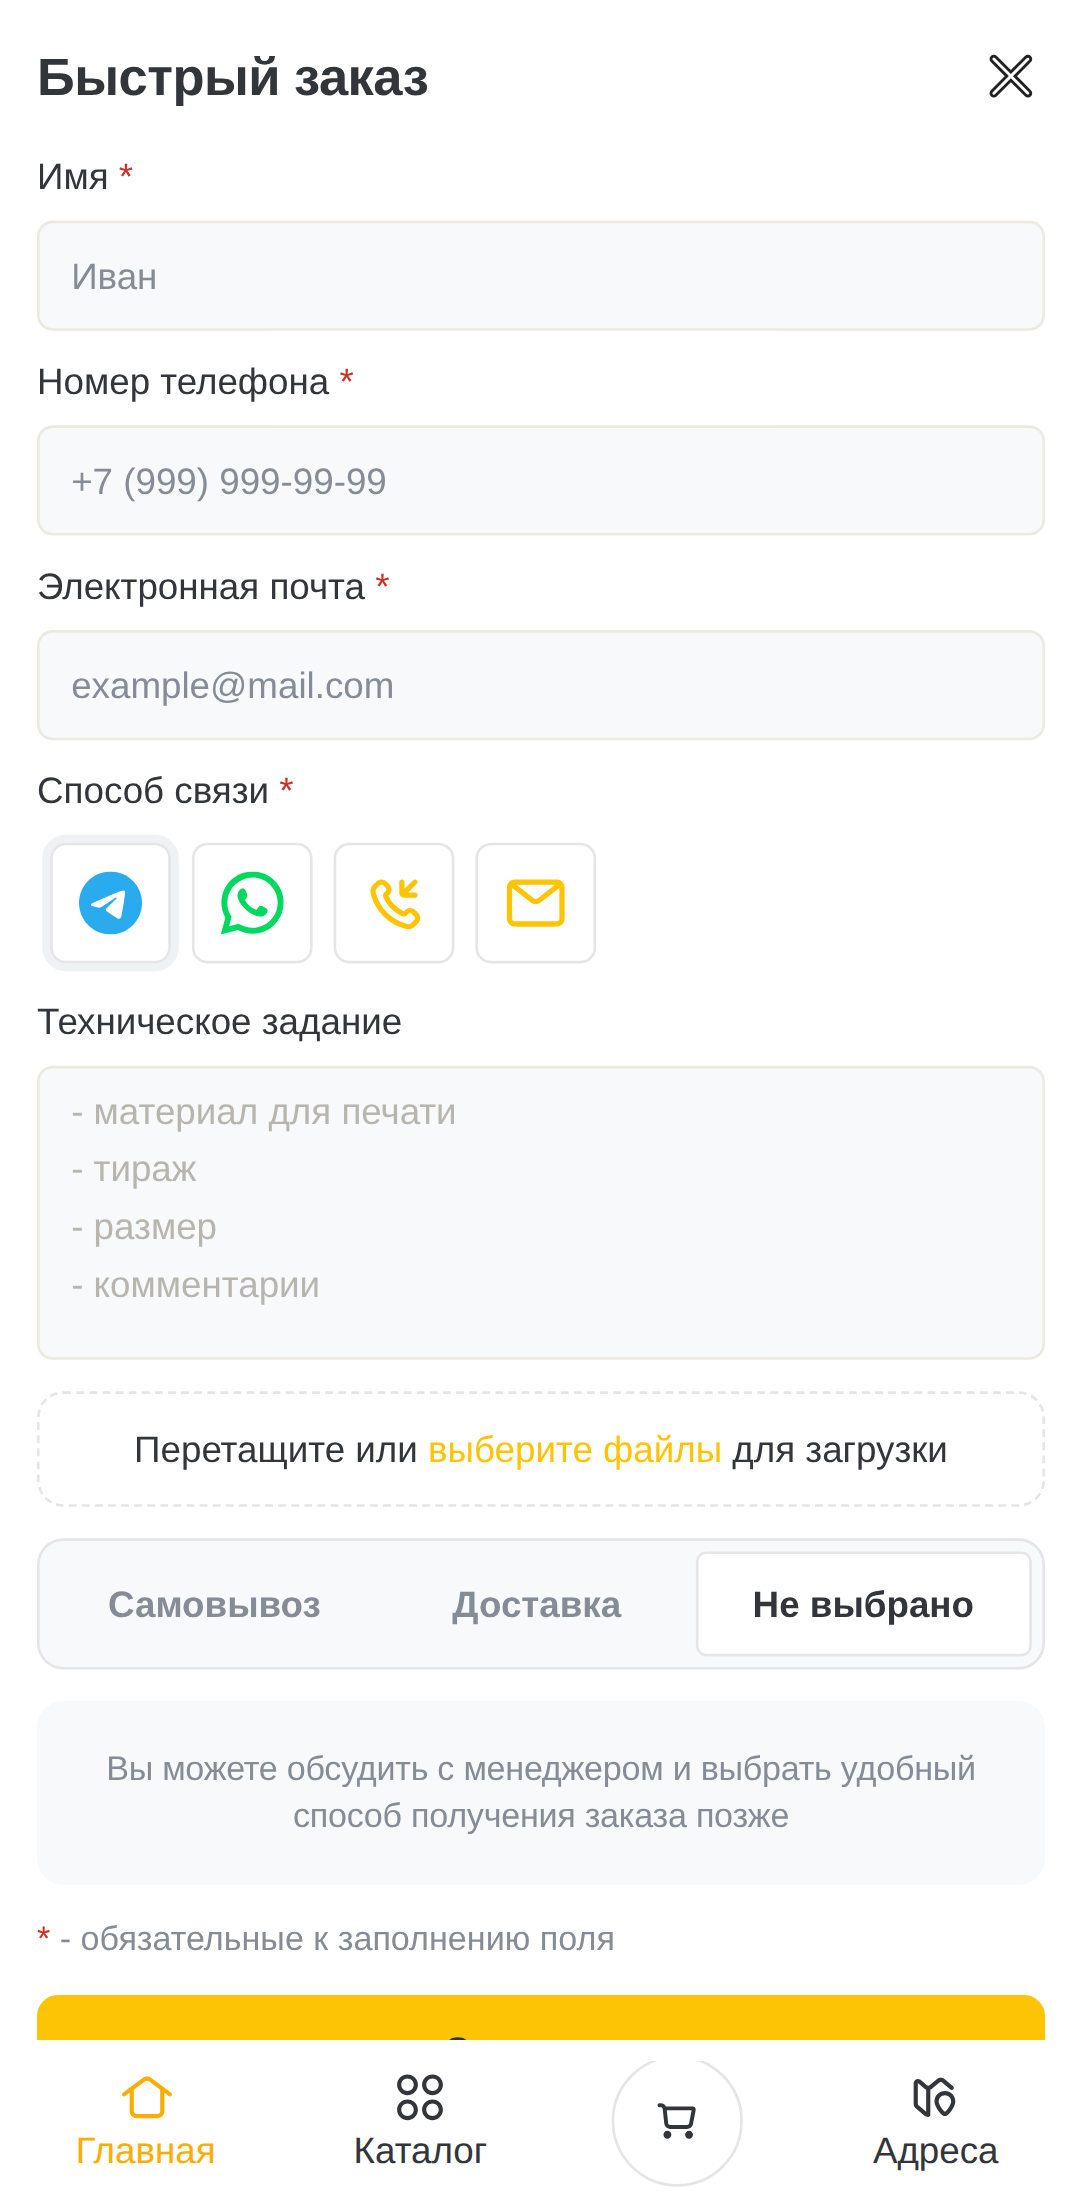 Быстрый заказ
Имя *
Иван
Номер телефона *
+7 (999) 999-99-99
Электронная почта *
example@mail.com
Способ связи *
Техническое задание
- материал для печати
- тираж
- размер
- комментарии
Перетащите или выберите файлы для загрузки
Самовывоз Доставка Не выбрано
Вы можете обсудить с менеджером и выбрать удобный
способ получения заказа позже
* - обязательные к заполнению поля
Главная Каталог Адреса